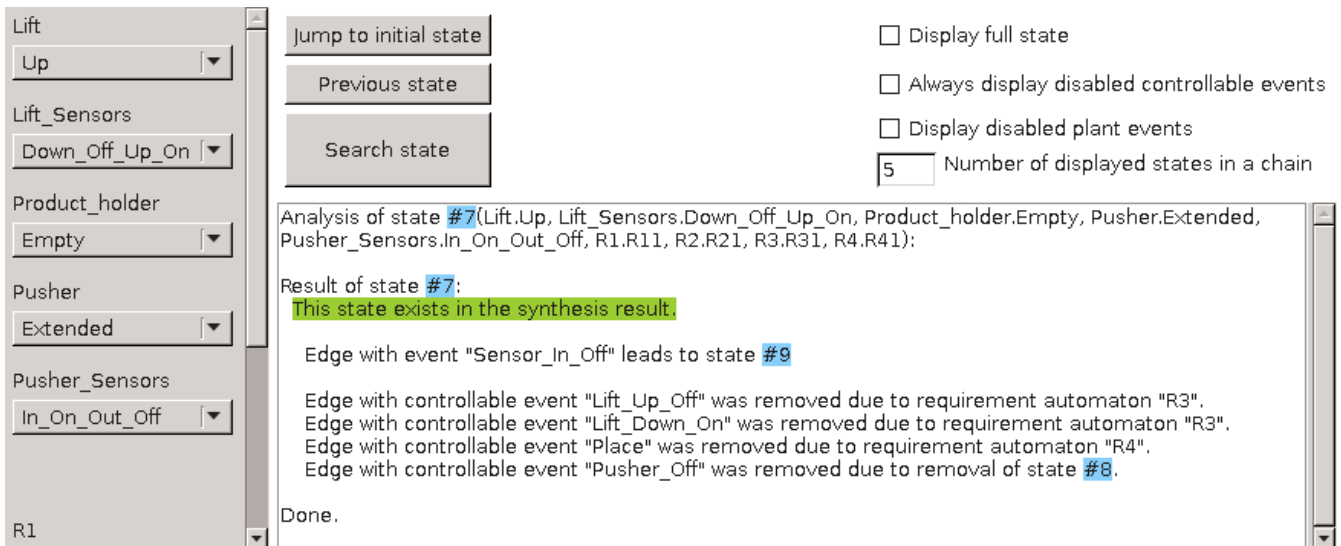 Lift
Up
Lift_Sensors
Down_Off_Up_On
Product_holder
Empty
Pusher
Extended
Pusher_Sensors
In_On_Out_Off
R1
Jump to initial state
Previous state
Search state
Display full state
Always display disabled controllable events
Display disabled plant events
5 Number of displayed states in a chain
Analysis of state #7(Lift.Up, Lift_Sensors.Down_Off_Up_On, Product_holder.Empty, Pusher.Extended,
Pusher_Sensors.In_On_Out_Off, R1.R11, R2.R21, R3.R31, R4.R41):
Result of state #7:
This state exists in the synthesis result.
Edge with event "Sensor_In_Off" leads to state #9
Edge with controllable event "Lift_Up_Off" was removed due to requirement automaton "R3".
Edge with controllable event "Lift_Down_On" was removed due to requirement automaton "R3".
Edge with controllable event "Place" was removed due to requirement automaton "R4".
Edge with controllable event "Pusher_Off" was removed due to removal of state #8.
Done.